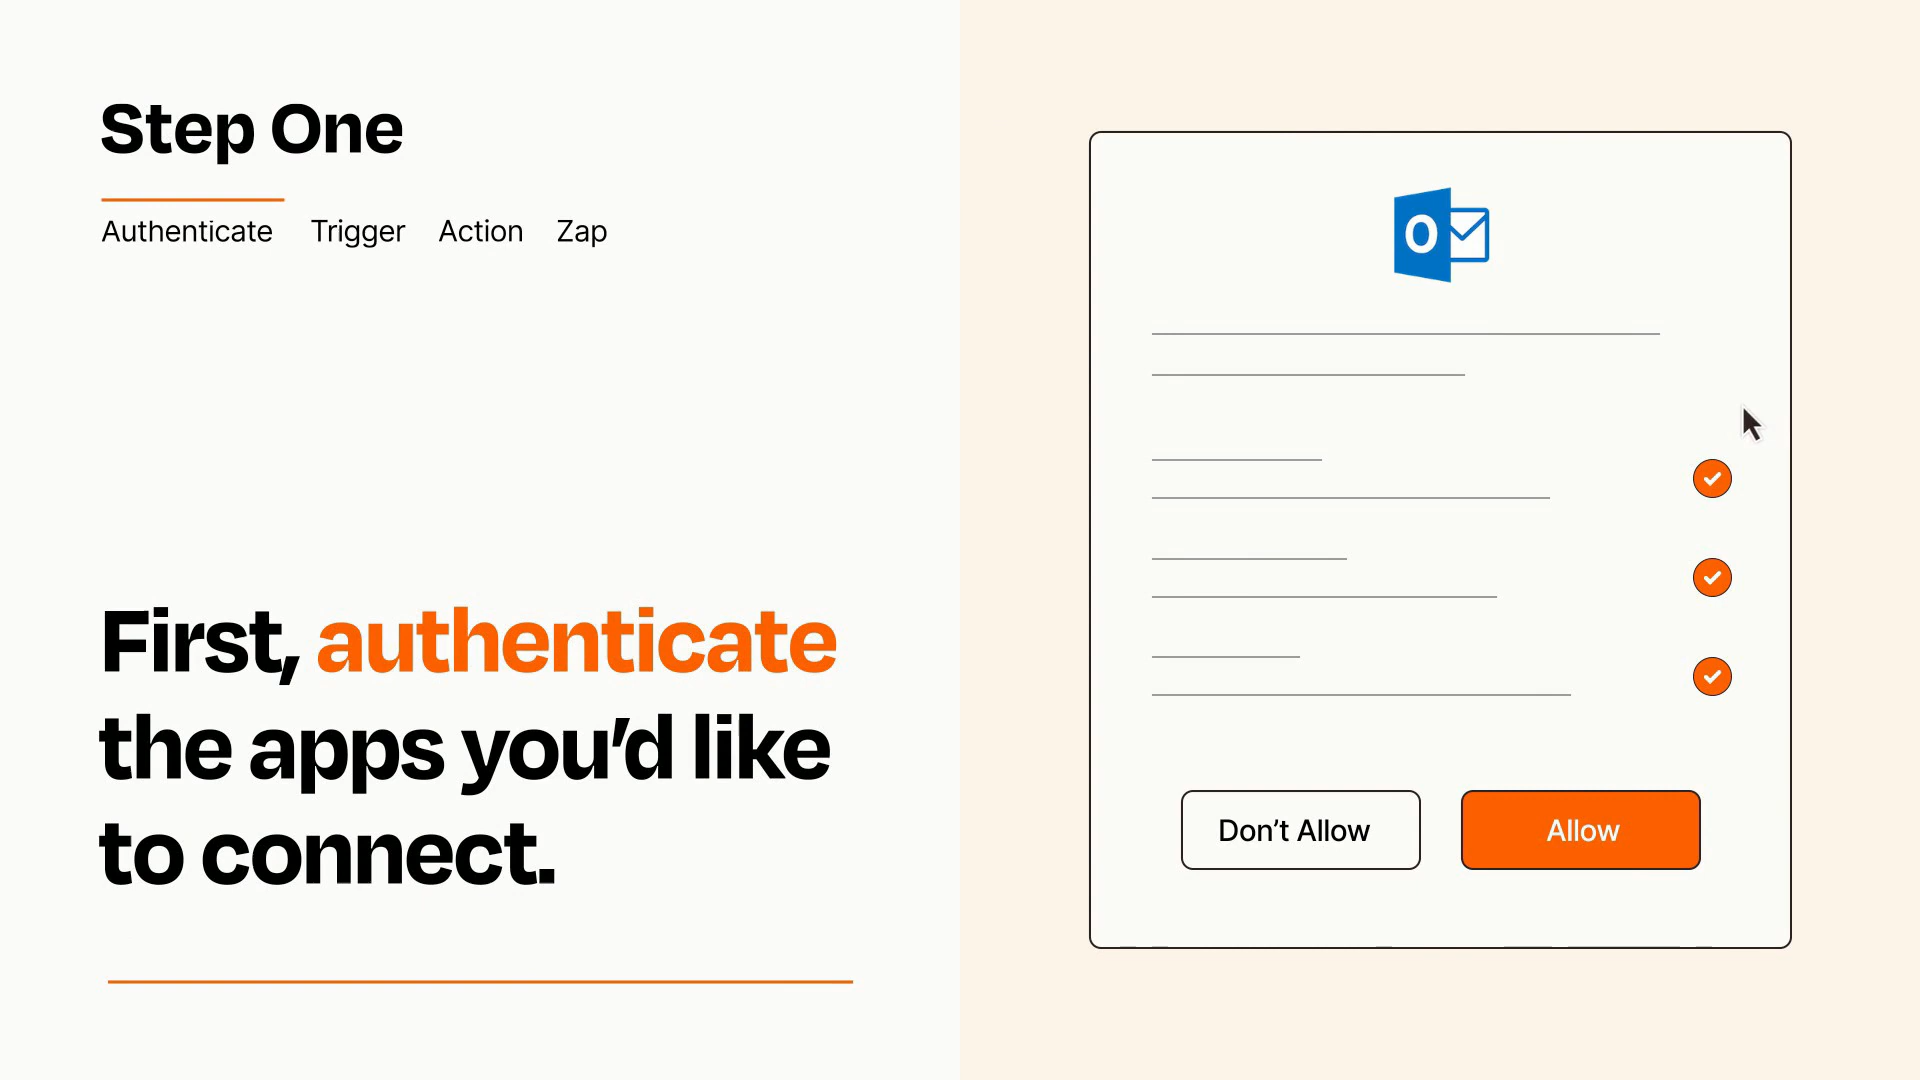 Step One
Authenticate Trigger Action Zap
First, authenticate
the apps you’d like
to connect.
O
Don’t Allow Allow